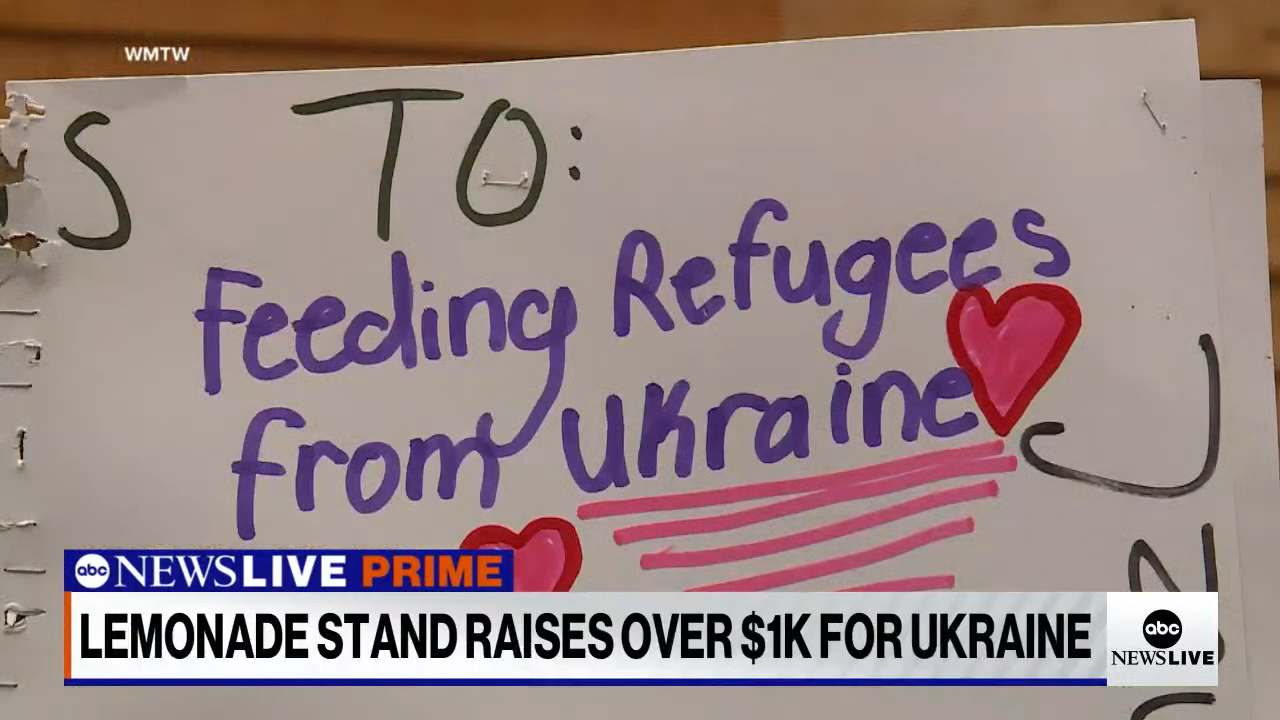 WMTW
S TO:
Feeding Refugees
from Ukraine
abc NEWS LIVE PRIME
LEMONADE STAND RAISES OVER $1K FOR UKRAINE
abc
NEWS LIVE